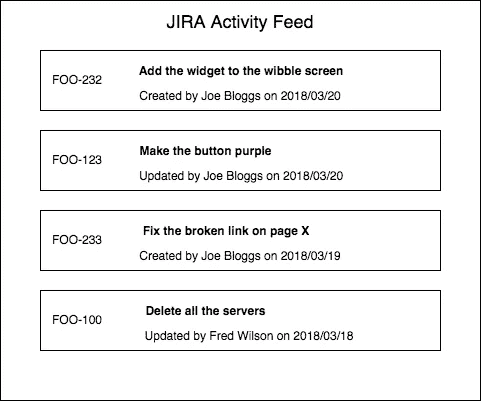 JIRA Activity Feed
FOO-232
Add the widget to the wibble screen
Created by Joe Bloggs on 2018/03/20
FOO-123
Make the button purple
Updated by Joe Bloggs on 2018/03/20
FOO-233
Fix the broken link on page X
Created by Joe Bloggs on 2018/03/19
FOO-100
Delete all the servers
Updated by Fred Wilson on 2018/03/18